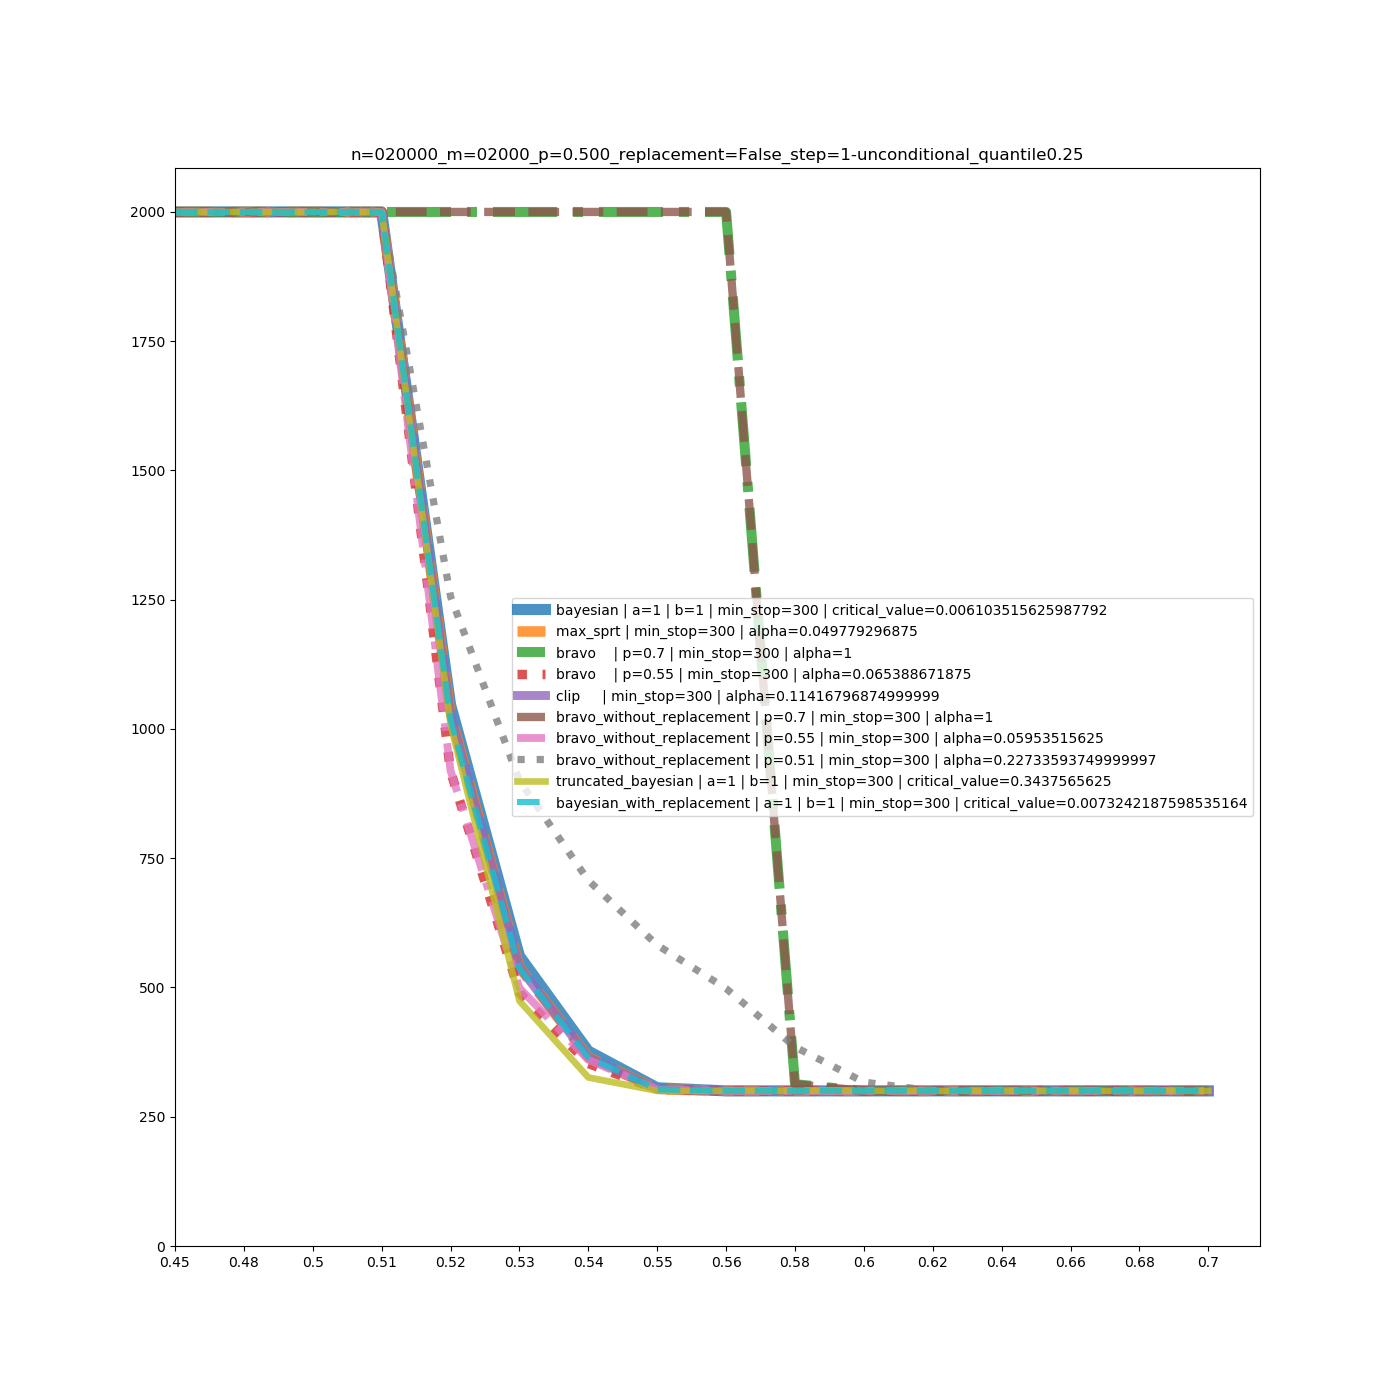 n=020000_m=02000_p=0.500_replacement=False_step=1-unconditional_quantile0.25
2000
1750
1500
1250
1000
750
500
250
0
bayesian | a=1 | b=1 | min_stop=300 | critical_value=0.006103515625987792
max_sprt | min_stop=300 | alpha=0.049779296875
bravo | p=0.7 | min_stop=300 | alpha=1
bravo | p=0.55 | min_stop=300 | alpha=0.065388671875
clip | min_stop=300 | alpha=0.11416796874999999
bravo_without_replacement | p=0.7 | min_stop=300 | alpha=1
bravo_without_replacement | p=0.55 | min_stop=300 | alpha=0.05953515625
bravo_without_replacement | p=0.51 | min_stop=300 | alpha=0.22733593749999997
truncated_bayesian | a=1 | b=1 | min_stop=300 | critical_value=0.3437565625
bayesian_with_replacement | a=1 | b=1 | min_stop=300 | critical_value=0.0073242187598535164
0.45 0.48 0.5 0.51 0.52 0.53 0.54 0.55 0.56 0.58 0.6 0.62 0.64 0.66 0.68 0.7